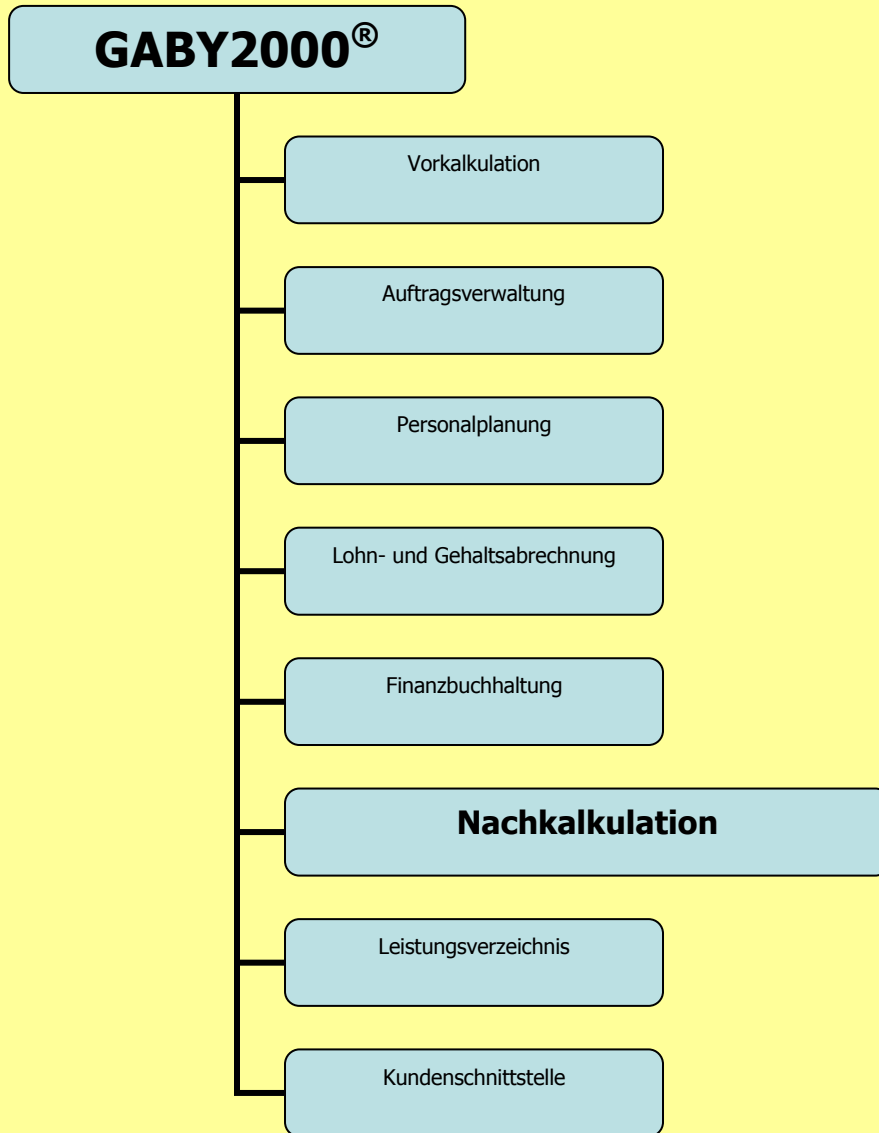 GABY2000®
Vorkalkulation
Auftragsverwaltung
Personalplanung
Lohn- und Gehaltsabrechnung
Finanzbuchhaltung
Nachkalkulation
Leistungsverzeichnis
Kundenschnittstelle